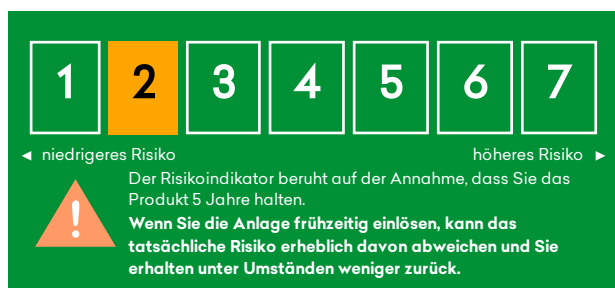 1 2 3 4 5 6 7
◄ niedrigeres Risiko höheres Risiko ►
Der Risikoindikator beruht auf der Annahme, dass Sie das
Produkt 5 Jahre halten.
Wenn Sie die Anlage frühzeitig einlösen, kann das
tatsächliche Risiko erheblich davon abweichen und Sie
erhalten unter Umständen weniger zurück.
!